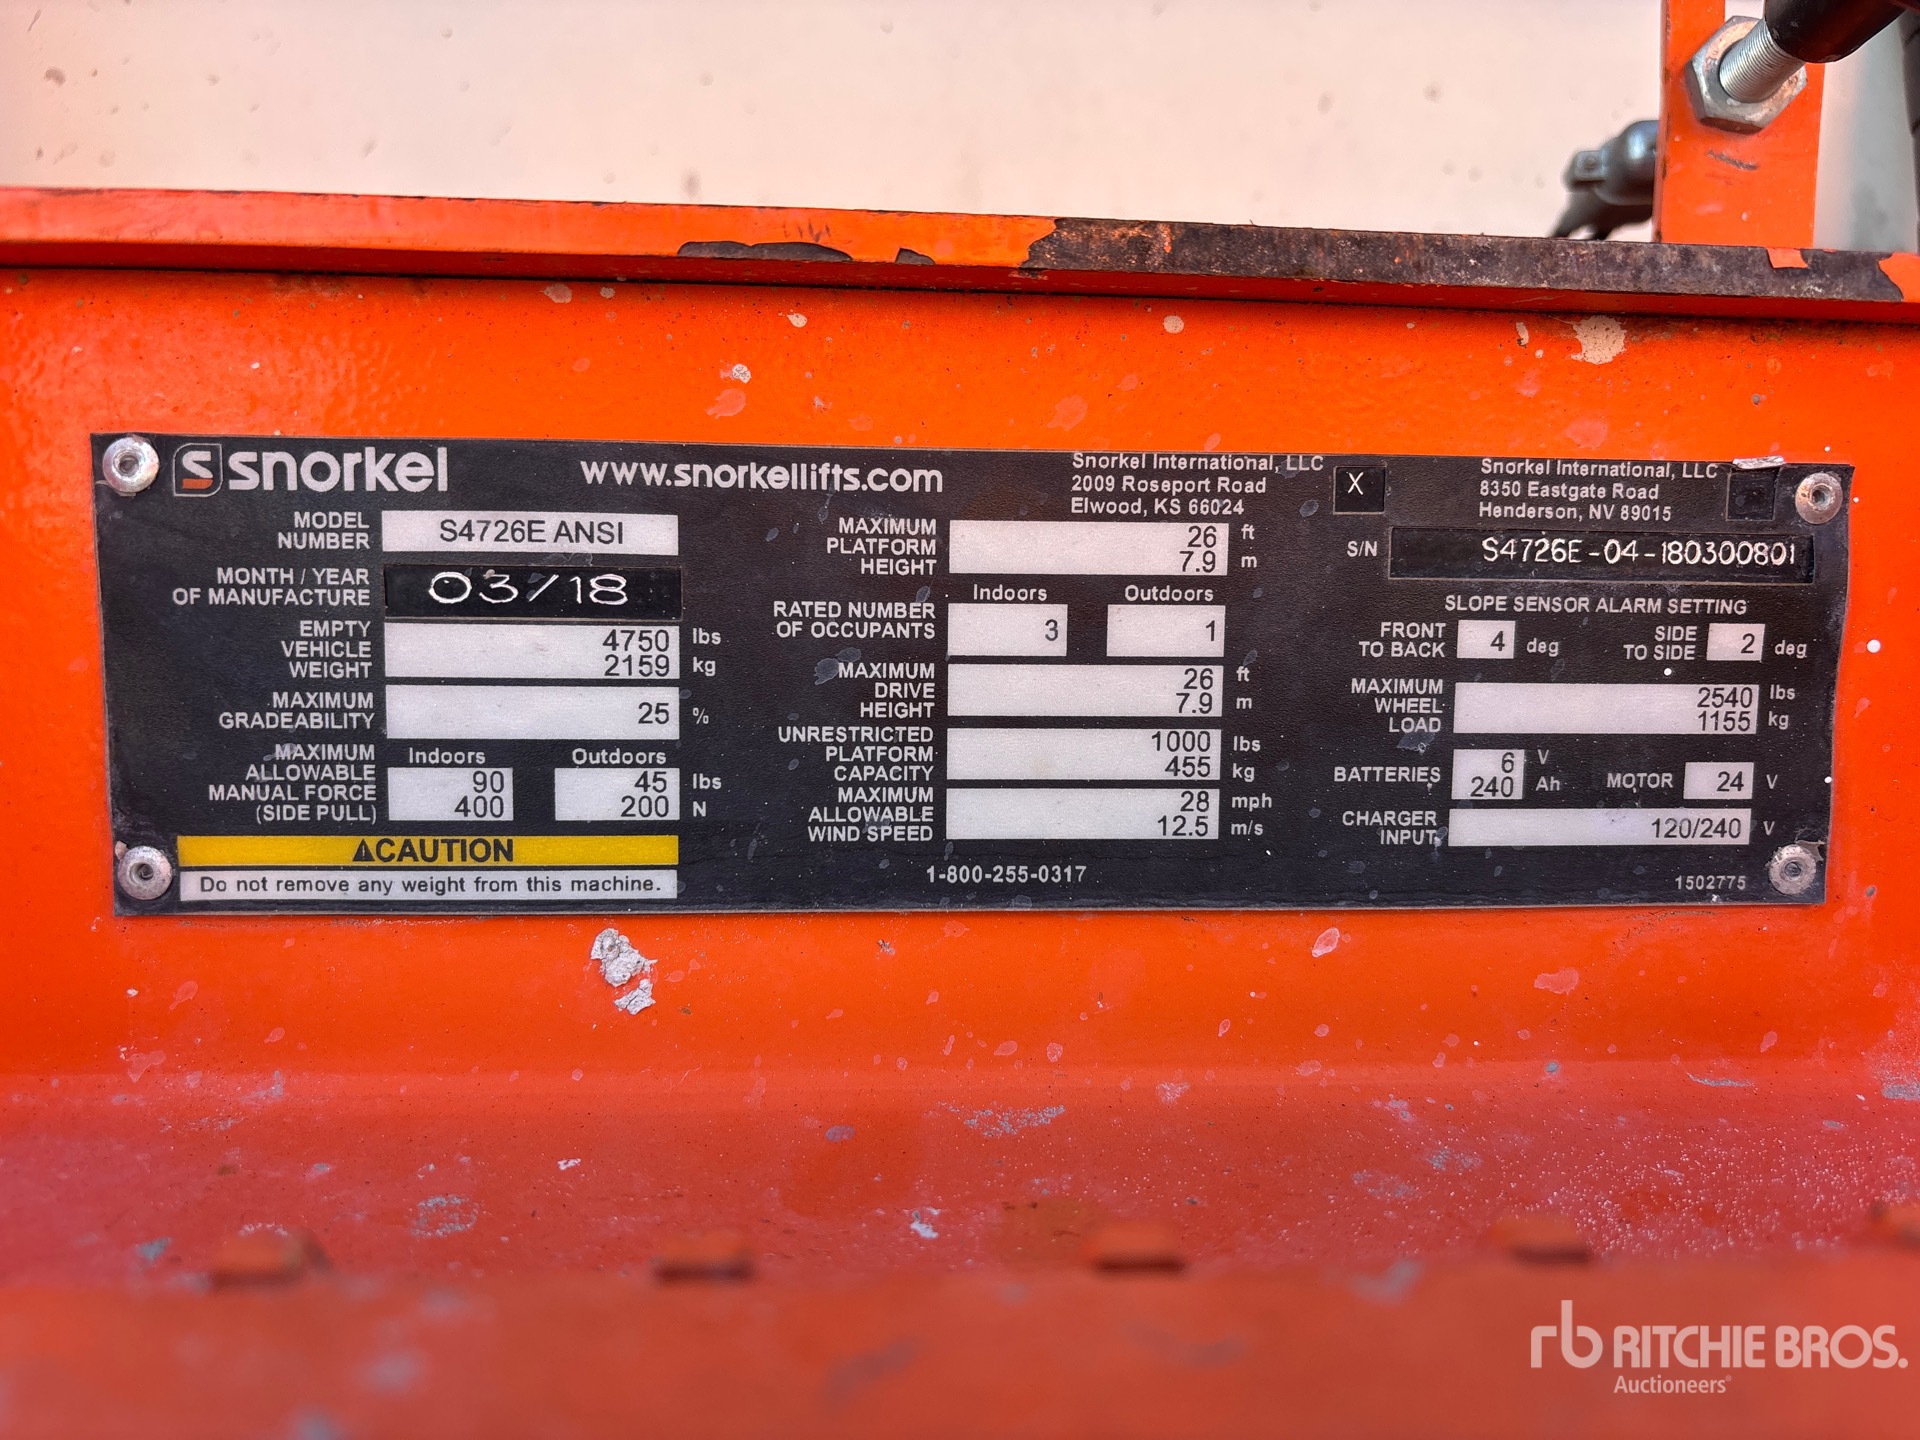 snorkel
www.snorkellifts.com
Snorkel International, LLC
2009 Roseport Road
Elwood, KS 66024
X
Snorkel International, LLC
8350 Eastgate Road
Henderson, NV 89015
MODEL
NUMBER
S4726E ANSI
MONTH / YEAR
OF MANUFACTURE
03/18
EMPTY
VEHICLE
WEIGHT
4750 lbs
2159 kg
MAXIMUM
GRADEABILITY
25 %
MAXIMUM
ALLOWABLE
MANUAL FORCE
(SIDE PULL)
Indoors Outdoors
90 45 lbs
400 200 N
⚠CAUTION
Do not remove any weight from this machine.
MAXIMUM
PLATFORM
HEIGHT
26 ft
7.9 m
Indoors Outdoors
RATED NUMBER
OF OCCUPANTS
3 1
MAXIMUM
DRIVE
HEIGHT
26 ft
7.9 m
UNRESTRICTED
PLATFORM
CAPACITY
1000 lbs
455 kg
MAXIMUM
ALLOWABLE
WIND SPEED
28 mph
12.5 m/s
1-800-255-0317
S/N S4726E-04-180300801
SLOPE SENSOR ALARM SETTING
FRONT
TO BACK
4 deg
SIDE
TO SIDE
2 deg
MAXIMUM
WHEEL
LOAD
2540 lbs
1155 kg
BATTERIES
6 V
240 Ah
MOTOR 24 V
CHARGER
INPUT
120/240 V
1502775
rb RITCHIE BROS.
Auctioneers